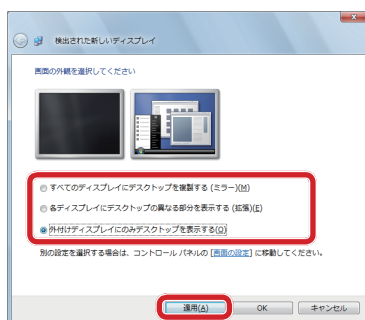 検出された新しいディスプレイ
画面の外観を選択してください
すべてのディスプレイにデスクトップを複製する (ミラー)(M)
各ディスプレイにデスクトップの異なる部分を表示する (拡張)(E)
外付けディスプレイにのみデスクトップを表示する(O)
別の設定を選択する場合は、コントロール パネルの [画面の設定] に移動してください。
適用(A) OK キャンセル